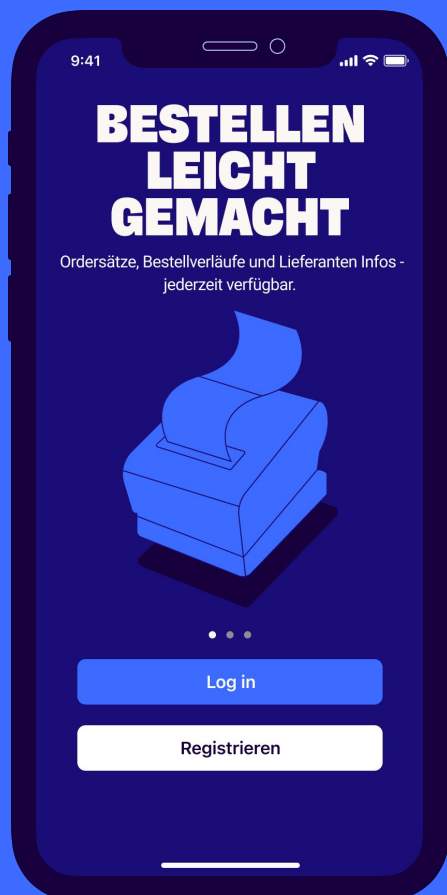 9:41
BESTELLEN
LEICHT
GEMACHT
Ordersätze, Bestellverläufe und Lieferanten Infos -
jederzeit verfügbar.
Log in
Registrieren